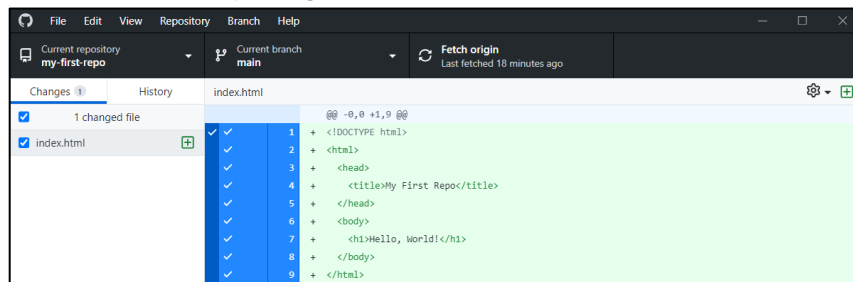 File Edit View Repository Branch Help
Current repository
my-first-repo
Current branch
main
Fetch origin
Last fetched 18 minutes ago
Changes 1 History
index.html
1 changed file
index.html
@@ -0,0 +1,9 @@
1 + <!DOCTYPE html>
2 + <html>
3 + <head>
4 + <title>My First Repo</title>
5 + </head>
6 + <body>
7 + <h1>Hello, World!</h1>
8 + </body>
9 + </html>